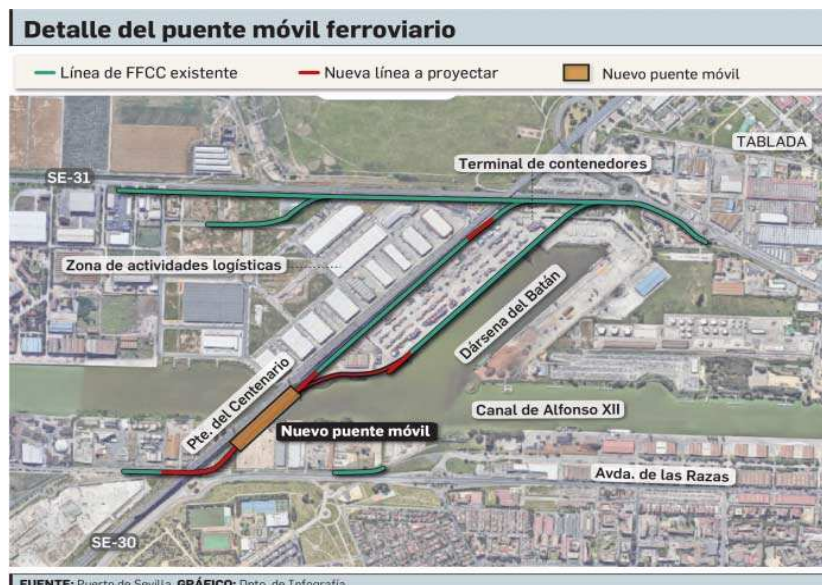 Detalle del puente móvil ferroviario
Línea de FFCC existente
Nueva línea a proyectar
Nuevo puente móvil
TABLADA
Terminal de contenedores
SE-31
Zona de actividades logísticas
Dársena del Batán
Pte. del Centenario
Canal de Alfonso XII
Nuevo puente móvil
Avda. de las Razas
SE-30
FUENTE: Puerto de Sevilla. GRÁFICO: Dpto. de Infografía